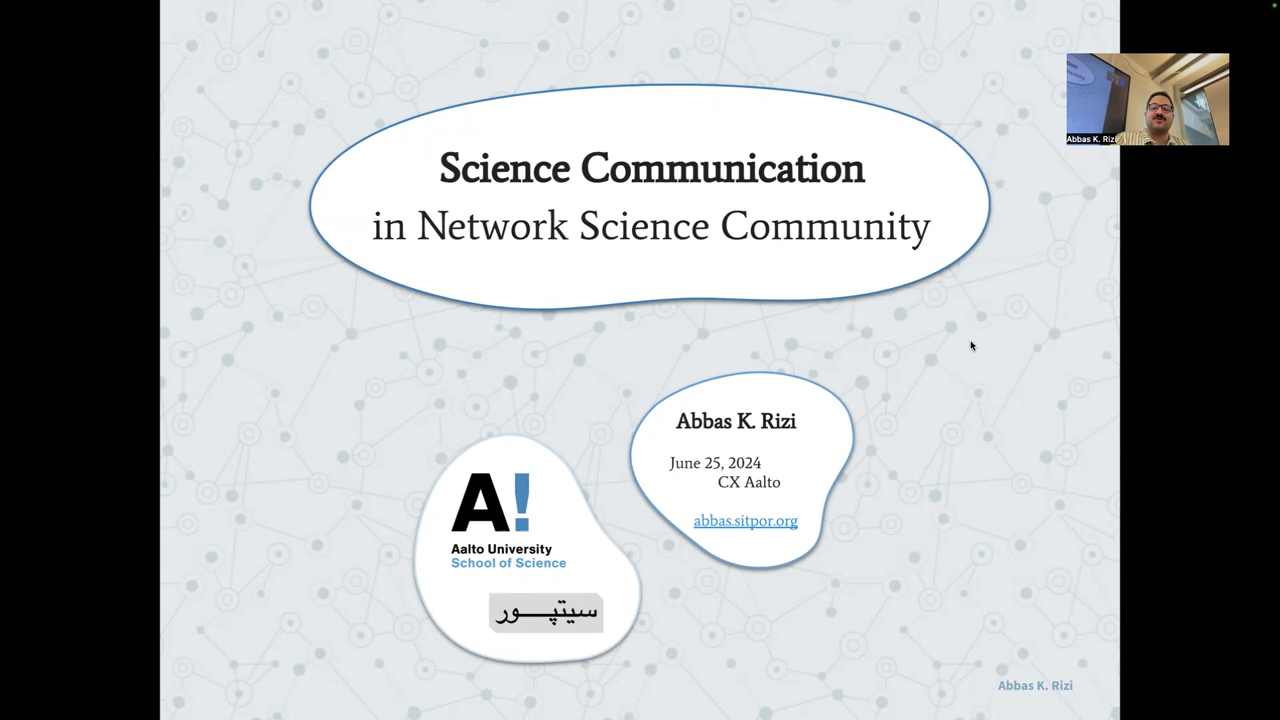 Science Communication
in Network Science Community
Abbas K. Rizi
Abbas K. Rizi
June 25, 2024
CX Aalto
abbas.sitpor.org
A!
Aalto University
School of Science
سیتپور
Abbas K. Rizi